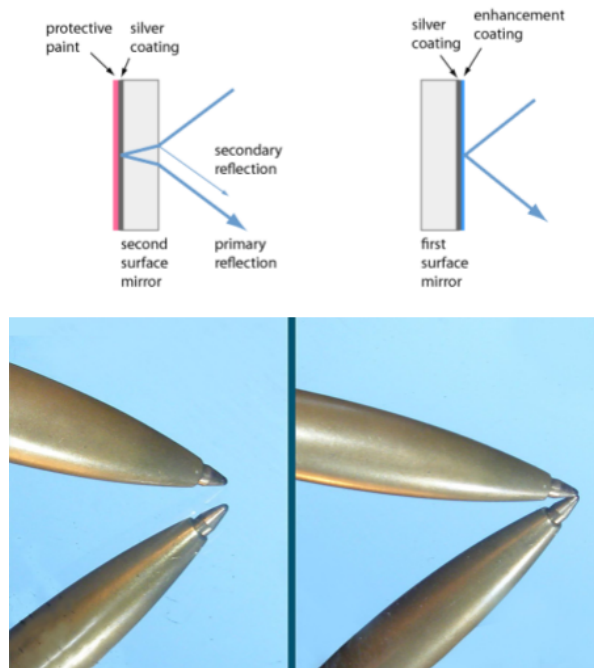 protective
paint
silver
coating
secondary
reflection
second
surface
mirror
primary
reflection
silver
coating
enhancement
coating
first
surface
mirror